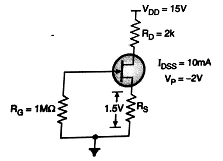 V_DD = 15V
R_D = 2k
I_DSS = 10mA
V_P = –2V
R_G = 1MΩ
1.5V
R_S